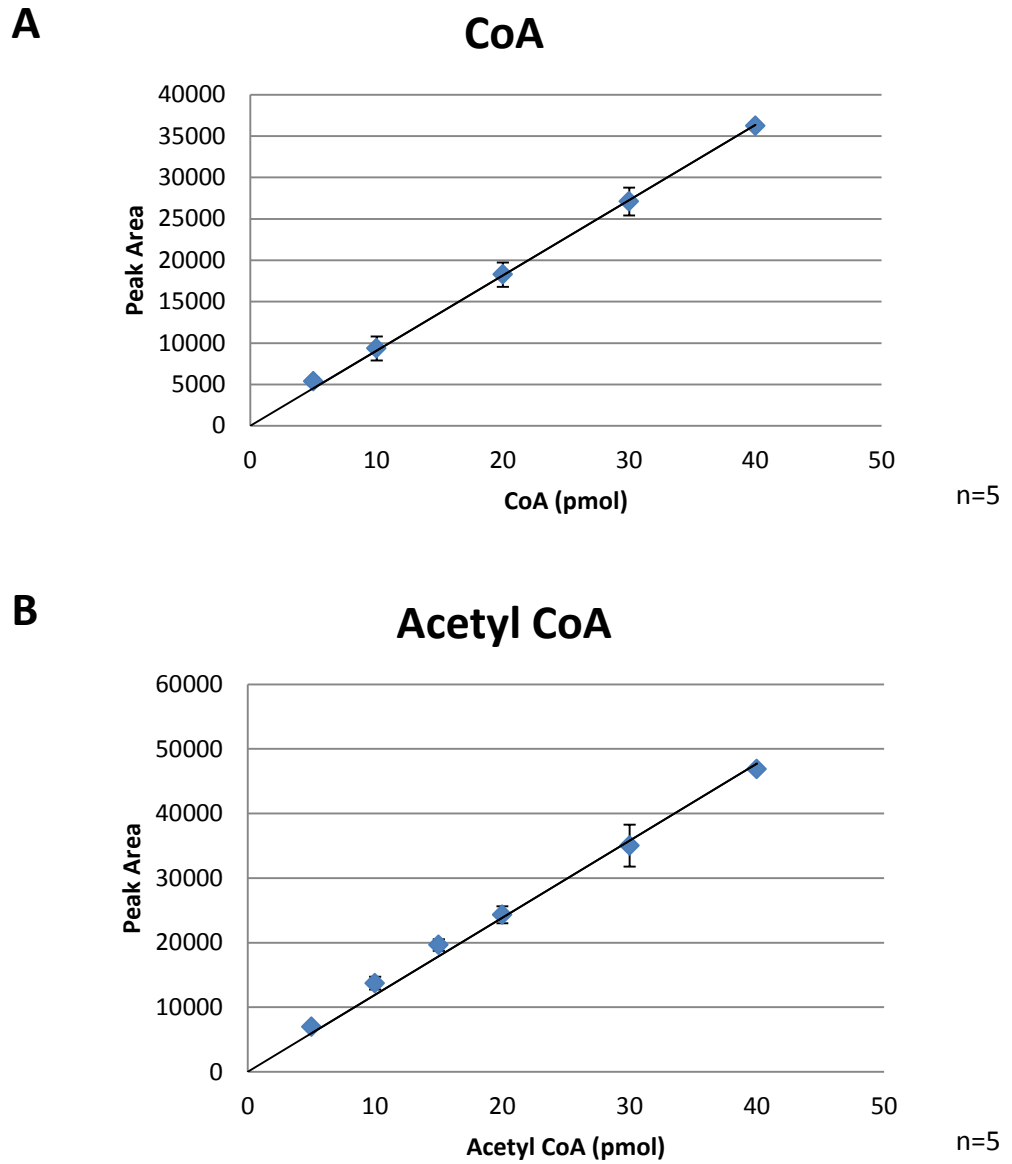 A
CoA
40000
35000
30000
25000
20000
15000
10000
5000
0
Peak Area
0 10 20 30 40 50
CoA (pmol)
n=5
B
Acetyl CoA
60000
50000
40000
30000
20000
10000
0
Peak Area
0 10 20 30 40 50
Acetyl CoA (pmol)
n=5